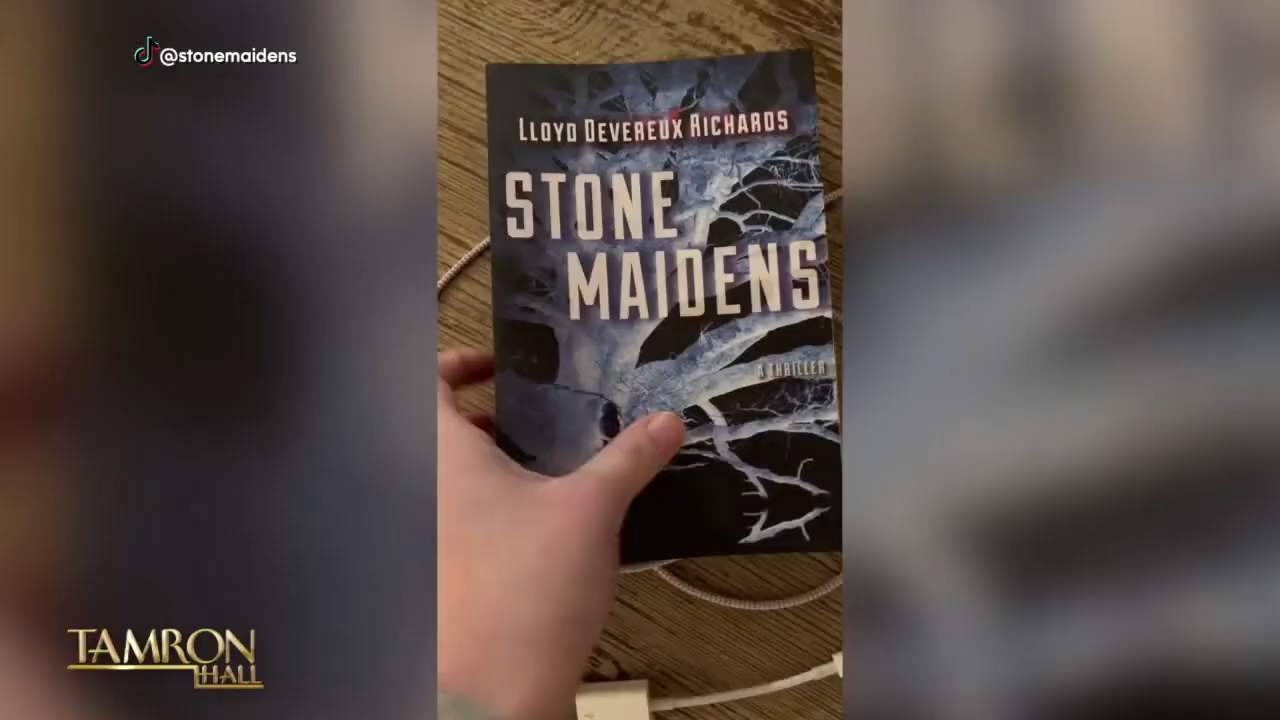 @stonemaidens
LLOYD DEVEREUX RICHARDS
STONE
MAIDENS
A THRILLER
TAMRON
HALL